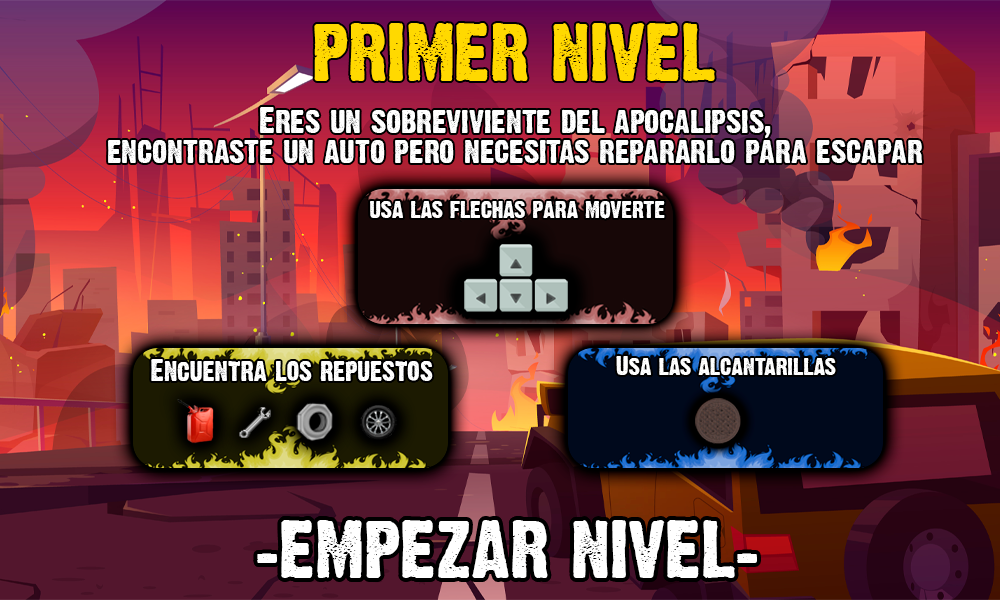 PRIMER NIVEL
ERES UN SOBREVIVIENTE DEL APOCALIPSIS,
ENCONTRASTE UN AUTO PERO NECESITAS REPARARLO PARA ESCAPAR
USA LAS FLECHAS PARA MOVERTE
ENCUENTRA LOS REPUESTOS
USA LAS ALCANTARILLAS
-EMPEZAR NIVEL-